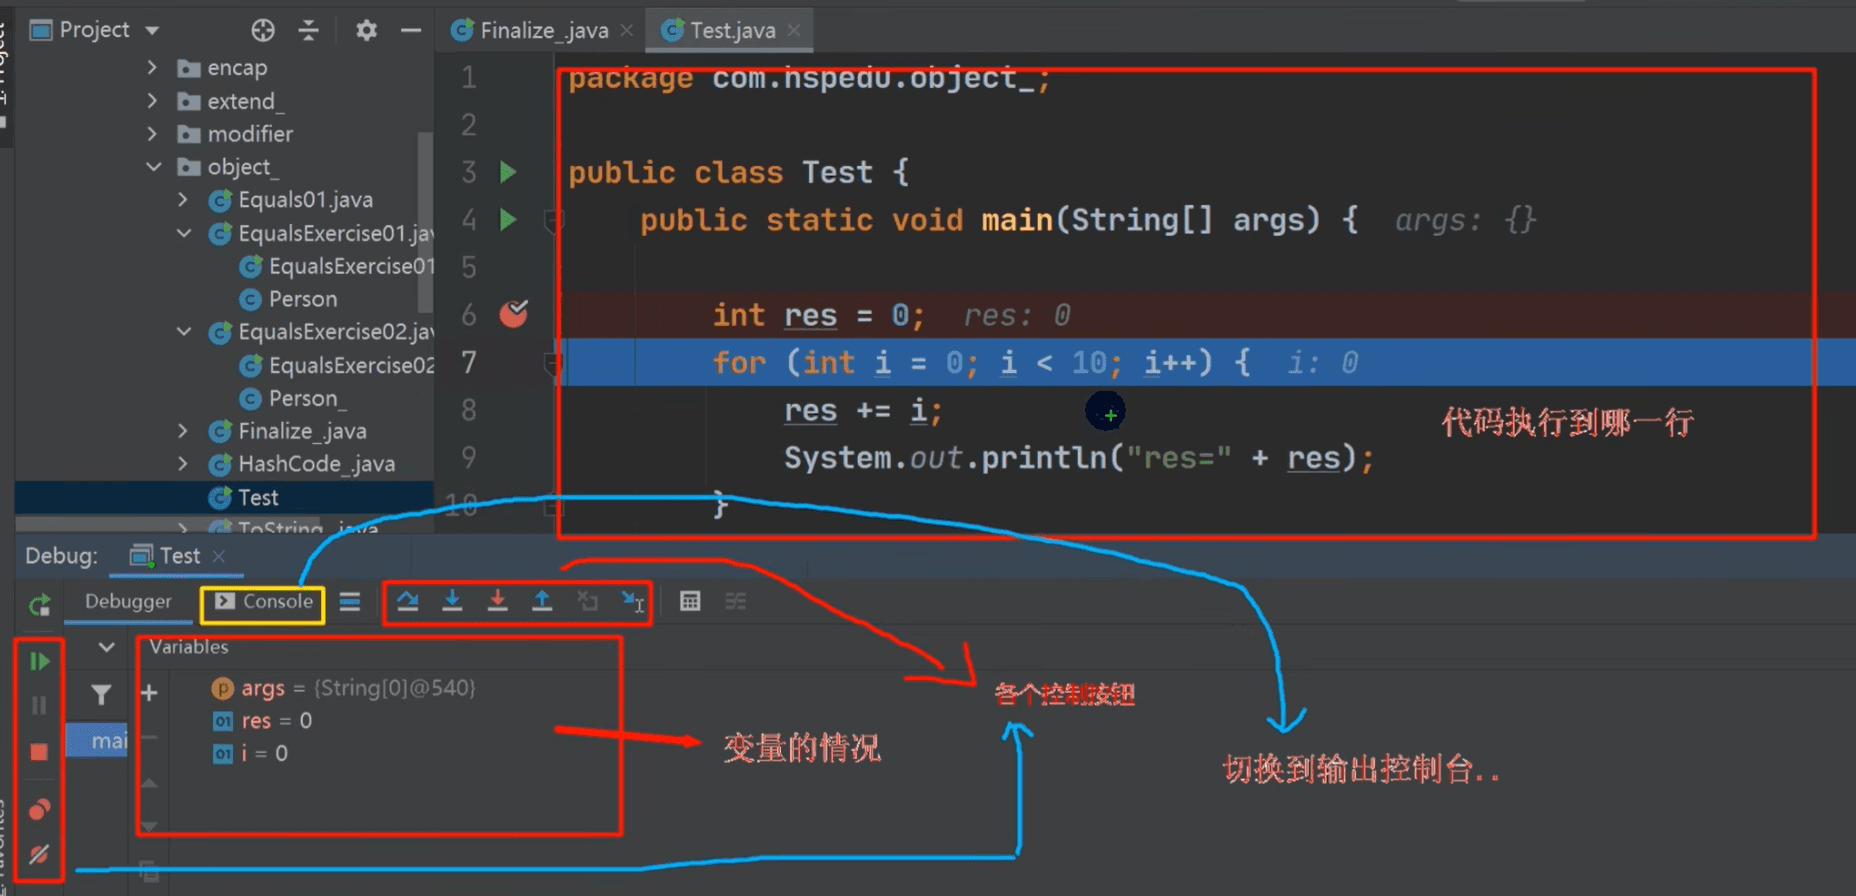 Project
encap
extend_
modifier
object_
Equals01.java
EqualsExercise01.jav
EqualsExercise01
Person
EqualsExercise02.jav
EqualsExercise02
Person_
Finalize_.java
HashCode_.java
Test
ToString_.java
Finalize_.java
Test.java
1 package com.hspedu.object_;
2
3 public class Test {
4 public static void main(String[] args) { args: {}
5
6 int res = 0; res: 0
7 for (int i = 0; i < 10; i++) { i: 0
8 res += i;
代码执行到哪一行
9 System.out.println("res=" + res);
10 }
Debug: Test
Debugger
Console
Variables
args = {String[0]@540}
res = 0
i = 0
mai
变量的情况
各个控制按钮
切换到输出控制台..